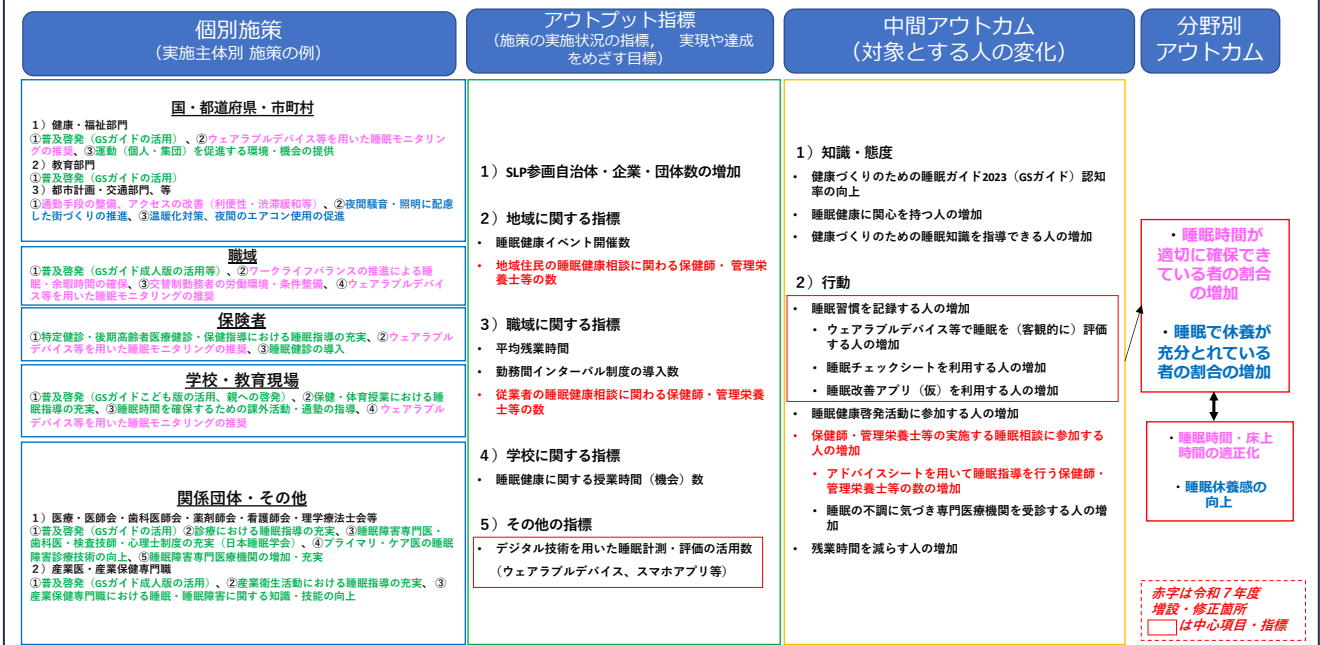 個別施策
（実施主体別 施策の例）
国・都道府県・市町村
１）健康・福祉部門
①普及啓発（GSガイドの活用）、②ウェアラブルデバイス等を用いた睡眠モニタリン
グの推奨、③運動（個人・集団）を促進する環境・機会の提供
２）教育部門
①普及啓発（GSガイドの活用）
３）都市計画・交通部門、等
①通勤手段の整備、アクセスの改善（利便性・渋滞緩和等）、②夜間騒音・照明に配慮
した街づくりの推進、③温暖化対策、夜間のエアコン使用の促進
職域
①普及啓発（GSガイド成人版の活用等）、②ワークライフバランスの推進による睡
眠・余暇時間の確保、③交替制勤務者の労働環境・条件整備、④ウェアラブルデバイ
ス等を用いた睡眠モニタリングの推奨
保険者
①特定健診・後期高齢者医療健診・保健指導における睡眠指導の充実、②ウェアラブル
デバイス等を用いた睡眠モニタリングの推奨、③睡眠健診の導入
学校・教育現場
①普及啓発（GSガイドこども版の活用、親への啓発）、②保健・体育授業における睡
眠指導の充実、③睡眠時間を確保するための課外活動・通塾の指導、④ウェアラブル
デバイス等を用いた睡眠モニタリングの推奨
関係団体・その他
１）医療・医師会・歯科医師会・薬剤師会・看護師会・理学療法士会等
①普及啓発（GSガイドの活用）②診療における睡眠指導の充実、③睡眠障害専門医・
歯科医・検査技師・心理士制度の充実（日本睡眠学会）、④プライマリ・ケア医の睡眠
障害診療技術の向上、⑤睡眠障害専門医療機関の増加・充実
２）産業医・産業保健専門職
①普及啓発（GSガイド成人版の活用）、②産業衛生活動における睡眠指導の充実、③
産業保健専門職における睡眠・睡眠障害に関する知識・技能の向上
アウトプット指標
（施策の実施状況の指標、 実現や達成
をめざす目標）
１）SLP参画自治体・企業・団体数の増加
２）地域に関する指標
• 睡眠健康イベント開催数
• 地域住民の睡眠健康相談に関わる保健師・管理栄
養士等の数
３）職域に関する指標
• 平均残業時間
• 勤務間インターバル制度の導入数
• 従業者の睡眠健康相談に関わる保健師・管理栄養
士等の数
４）学校に関する指標
• 睡眠健康に関する授業時間（機会）数
５）その他の指標
• デジタル技術を用いた睡眠計測・評価の活用数
（ウェアラブルデバイス、スマホアプリ等）
中間アウトカム
（対象とする人の変化）
１）知識・態度
• 健康づくりのための睡眠ガイド2023（GSガイド）認知
率の向上
• 睡眠健康に関心を持つ人の増加
• 健康づくりのための睡眠知識を指導できる人の増加
２）行動
• 睡眠習慣を記録する人の増加
• ウェアラブルデバイス等で睡眠を（客観的に）評価
する人の増加
• 睡眠チェックシートを利用する人の増加
• 睡眠改善アプリ（仮）を利用する人の増加
• 睡眠健康啓発活動に参加する人の増加
• 保健師・管理栄養士等の実施する睡眠相談に参加する
人の増加
• アドバイスシートを用いて睡眠指導を行う保健師・
管理栄養士等の数の増加
• 睡眠の不調に気づき専門医療機関を受診する人の増
加
• 残業時間を減らす人の増加
分野別
アウトカム
・睡眠時間が
適切に確保でき
ている者の割合
の増加
・睡眠で休養が
充分とれている
者の割合の増加
・睡眠時間・床上
時間の適正化
・睡眠休養感の
向上
赤字は令和７年度
増設・修正箇所
は中心項目・指標